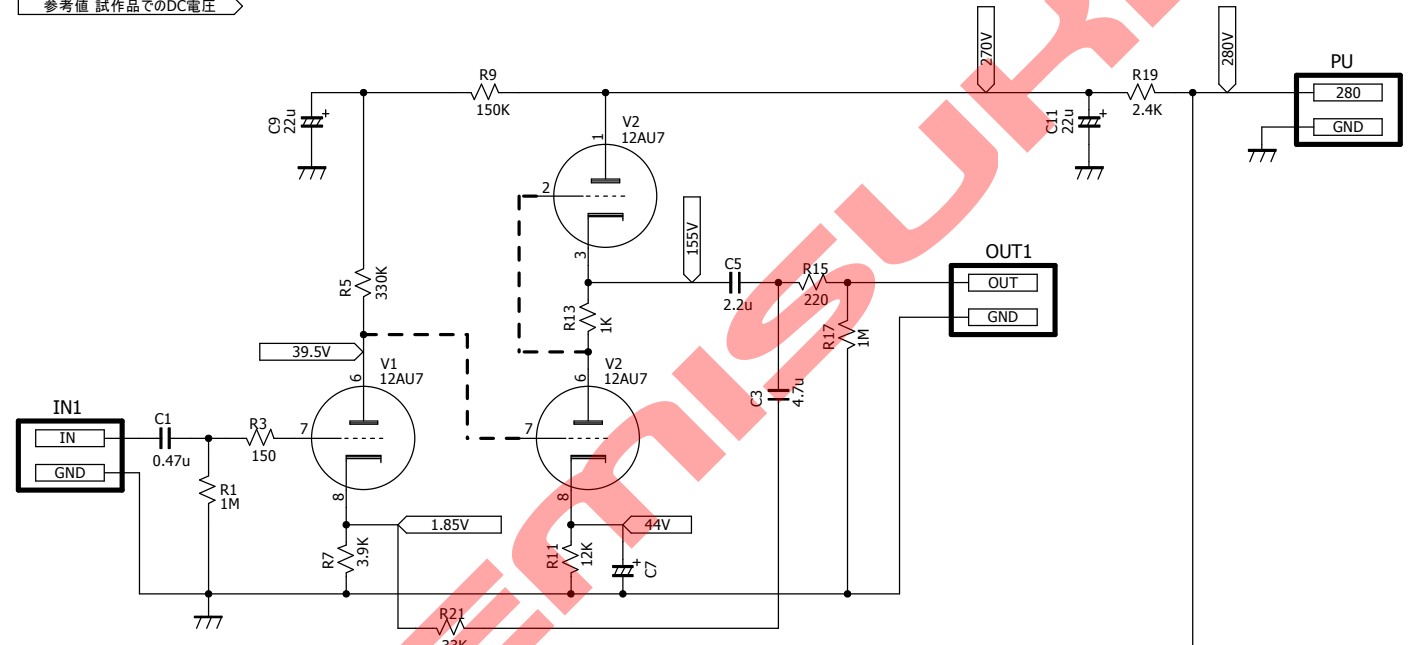 参考値 試作品でのDC電圧
270V
280V
PU
280
GND
R9
150K
R19
2.4K
C9
22u
+
C11
22u
+
V2
12AU7
1
2
3
155V
R5
330K
R13
1K
C5
2.2u
R15
220
OUT1
OUT
GND
R17
1M
39.5V
V1
12AU7
6
7
8
V2
12AU7
6
7
8
C3
4.7u
IN1
IN
GND
C1
0.47u
R3
150
R1
1M
1.85V
44V
R7
3.9K
R11
12K
+
C7
R21
33K